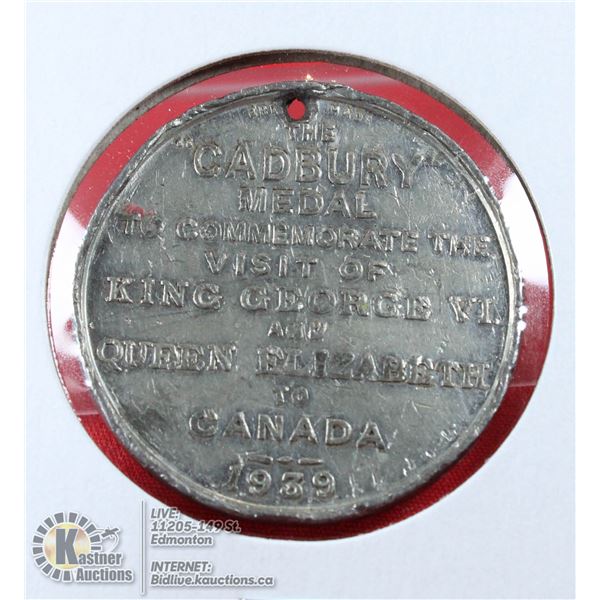 THE
"CADBURY"
MEDAL
TO COMMEMORATE THE
VISIT OF
KING GEORGE VI.
AND
QUEEN ELIZABETH
TO
CANADA
1939
Kastner
Auctions
LIVE:
11205-149 St.
Edmonton
INTERNET:
Bidlive.kauctions.ca